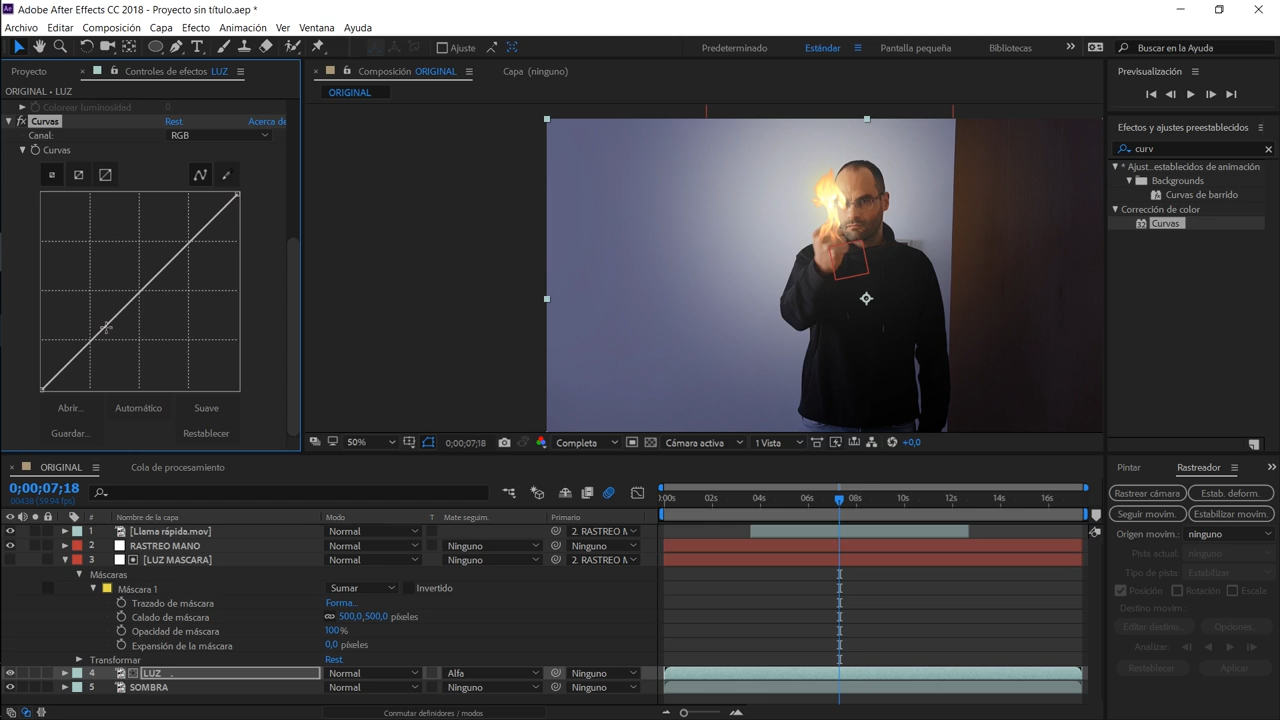 Ae Adobe After Effects CC 2018 - Proyecto sin título.aep *
Archivo Editar Composición Capa Efecto Animación Ver Ventana Ayuda
Ajuste Predeterminado Estándar Pantalla pequeña Bibliotecas Buscar en la Ayuda
Proyecto Controles de efectos LUZ
ORIGINAL • LUZ
Colorear luminosidad 0
fx Curvas Rest. Acerca de
Canal: RGB
Curvas
Abrir... Automático Suave
Guardar... Restablecer
Composición ORIGINAL Capa (ninguno)
ORIGINAL
50% 0;00;07;18 Completa Cámara activa 1 Vista +0,0
Previsualización
Efectos y ajustes preestablecidos
curv
* Ajust...establecidos de animación
Backgrounds
Curvas de barrido
Corrección de color
32 Curvas
ORIGINAL Cola de procesamiento
0;00;07;18
00438 (59.94 fps)
# Nombre de la capa Modo T Mate seguim. Primario
1 [Llama rápida.mov] Normal 2. RASTREO M
2 RASTREO MANO Normal Ninguno Ninguno
3 [LUZ MASCARA] Normal Ninguno 2. RASTREO M
Máscaras
Máscara 1 Sumar Invertido
Trazado de máscara Forma...
Calado de máscara 500,0,500,0 píxeles
Opacidad de máscara 100%
Expansión de la máscara 0,0 píxeles
Transformar Rest.
4 LUZ Normal Alfa Ninguno
5 SOMBRA Normal Ninguno Ninguno
Conmutar definidores / modos
0:00s 02s 04s 06s 08s 10s 12s 14s 16s
Pintar Rastreador
Rastrear cámara Estab. deform.
Seguir movim. Estabilizar movim.
Origen movim.: ninguno
Pista actual: ninguno
Tipo de pista: Estabilizar
Posición Rotación Escala
Destino movim.:
Editar destino... Opciones...
Analizar:
Restablecer Aplicar